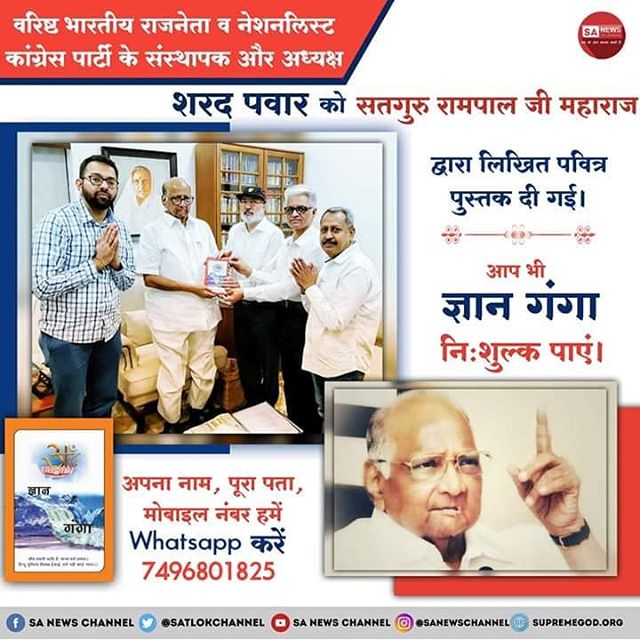 वरिष्ठ भारतीय राजनेता व नेशनलिस्ट
कांग्रेस पार्टी के संस्थापक और अध्यक्ष
SA NEWS
शरद पवार को सतगुरु रामपाल जी महाराज
द्वारा लिखित पवित्र
पुस्तक दी गई।
आप भी
ज्ञान गंगा
नि:शुल्क पाएं।
ज्ञान
गंगा
अपना नाम, पूरा पता,
मोबाइल नंबर हमें
Whatsapp करें
7496801825
SA NEWS CHANNEL @SATLOKCHANNEL SA NEWS CHANNEL @SANEWSCHANNEL SUPREMEGOD.ORG